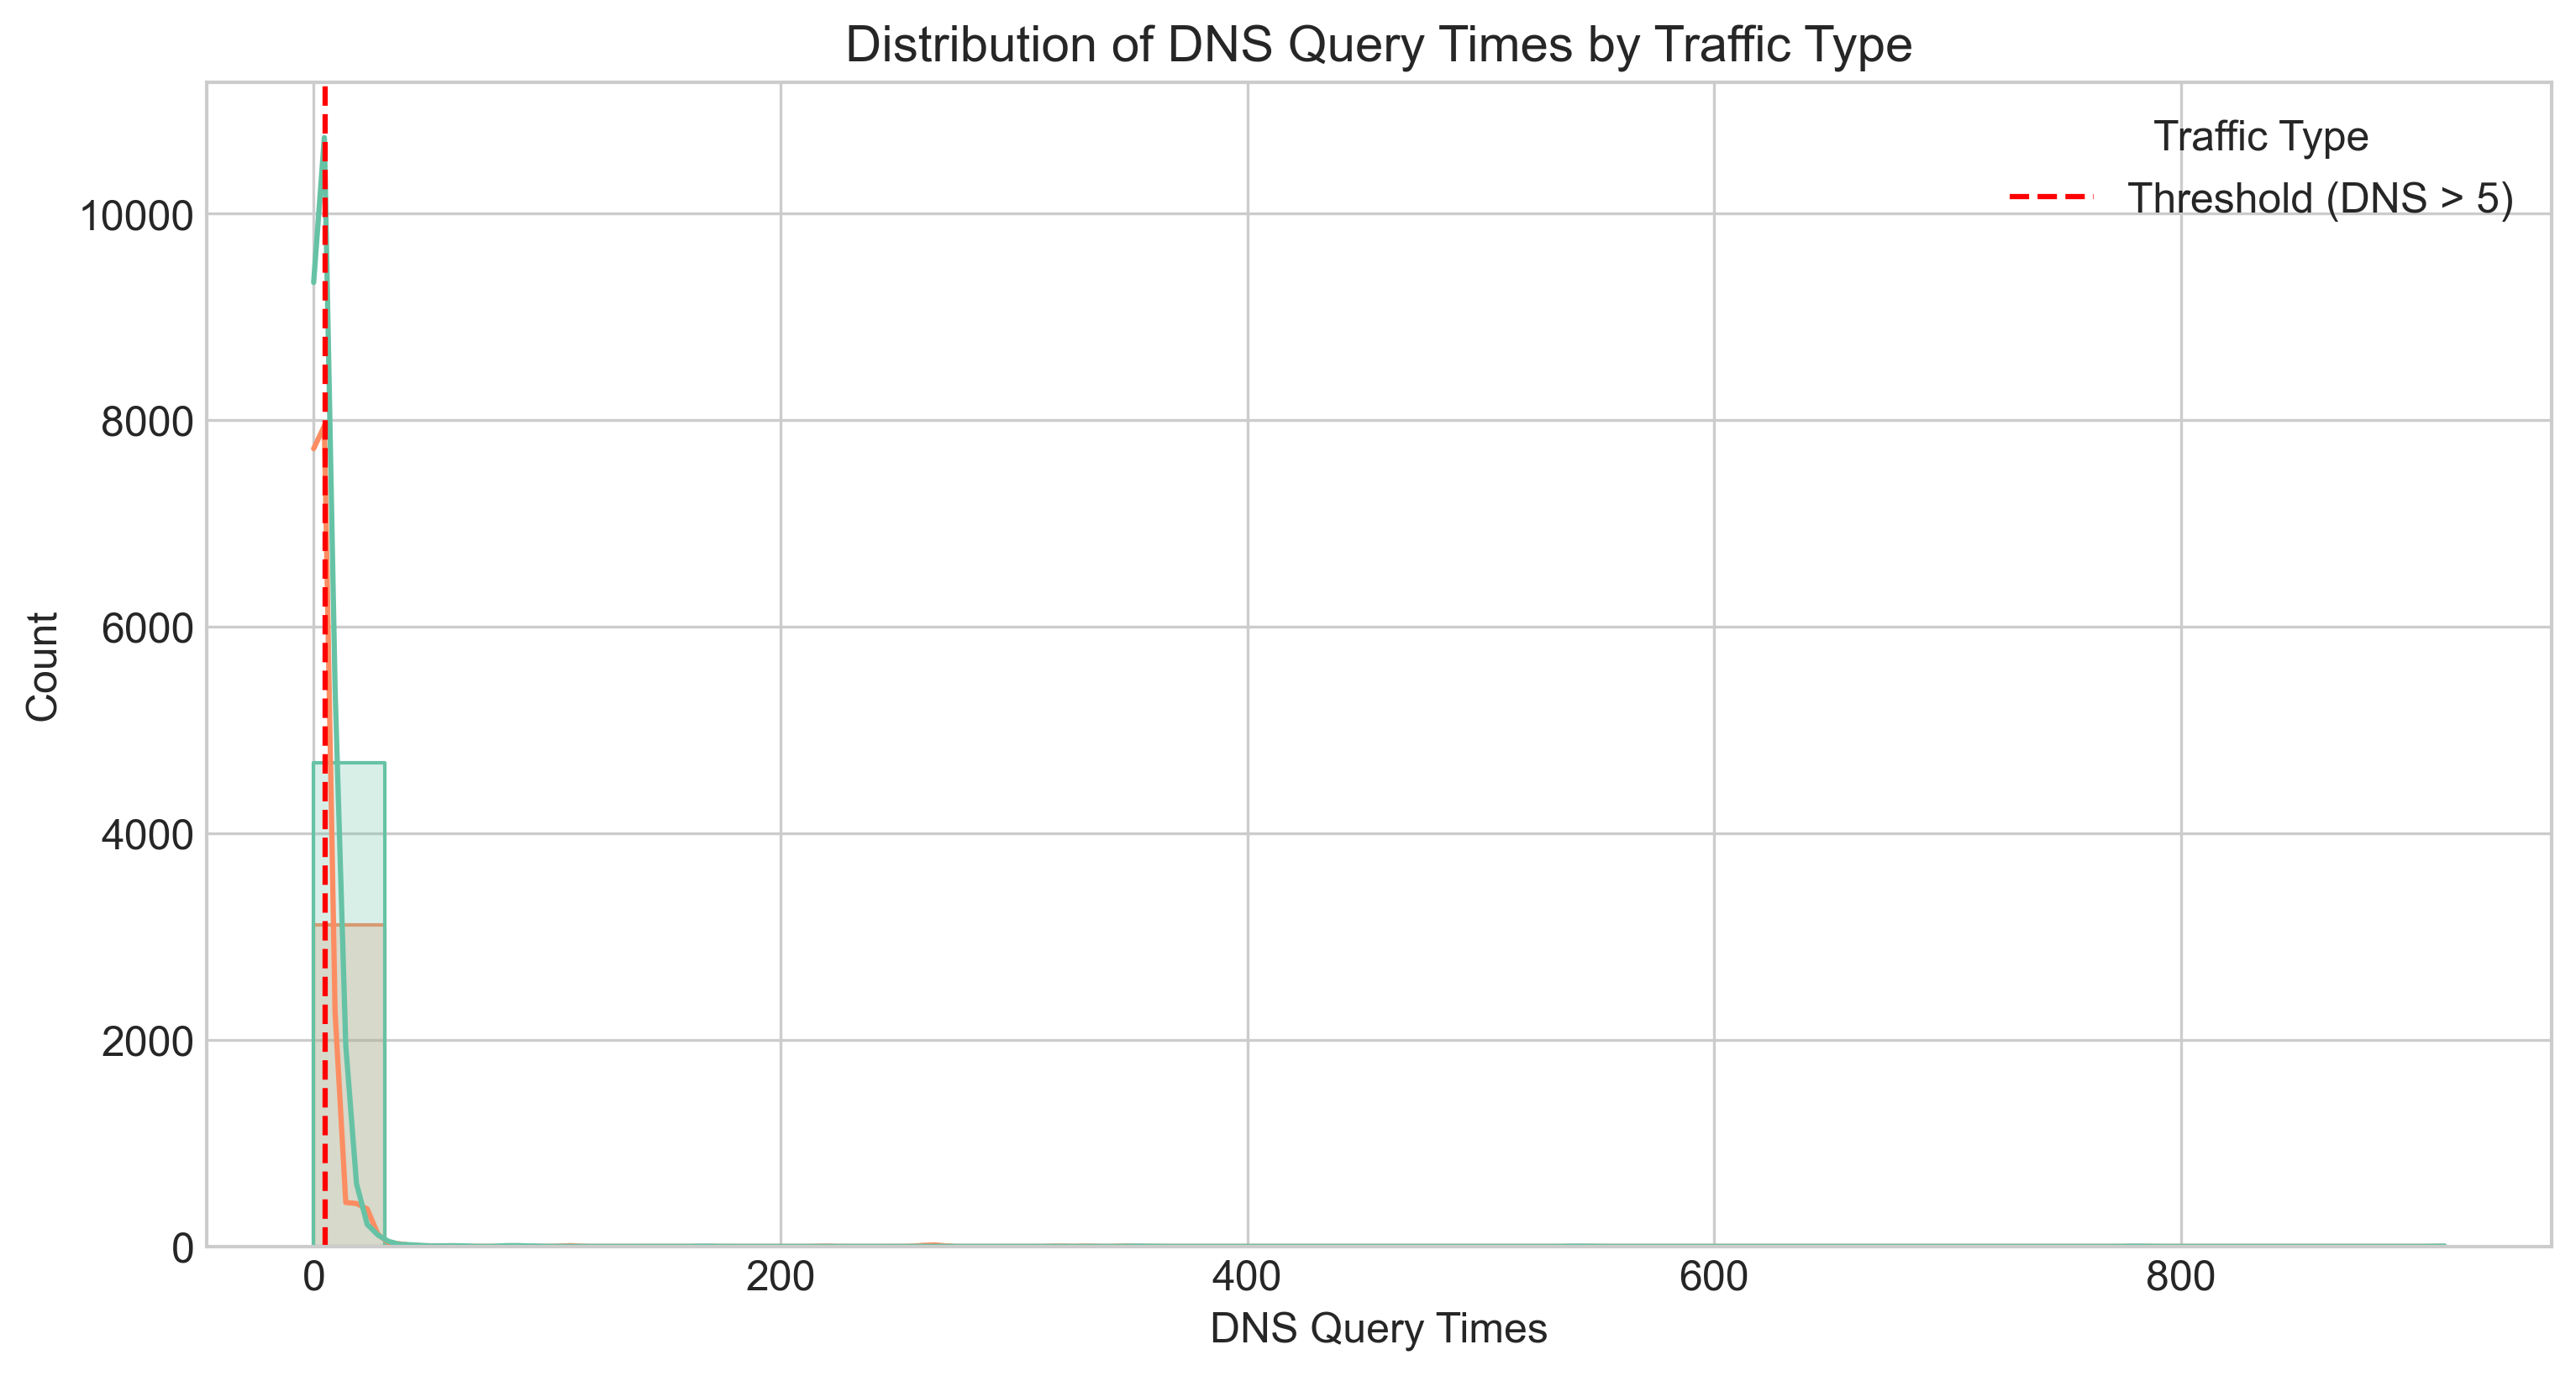 Distribution of DNS Query Times by Traffic Type
Traffic Type
Threshold (DNS > 5)
Count
10000
8000
6000
4000
2000
0
0 200 400 600 800
DNS Query Times